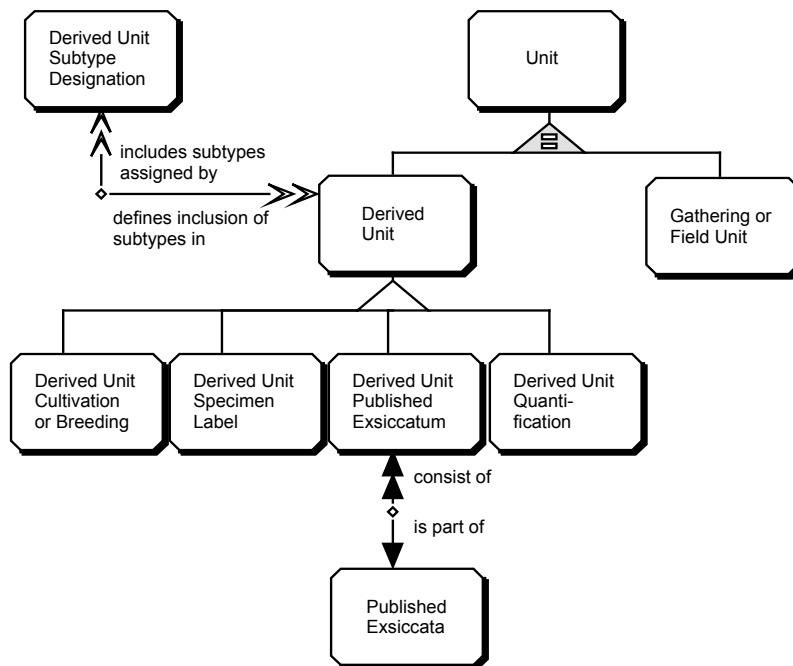 Derived Unit
Subtype
Designation
Unit
includes subtypes
assigned by
defines inclusion of
subtypes in
Derived
Unit
Gathering or
Field Unit
Derived Unit
Cultivation
or Breeding
Derived Unit
Specimen
Label
Derived Unit
Published
Exsiccatum
Derived Unit
Quanti-
fication
consist of
is part of
Published
Exsiccata